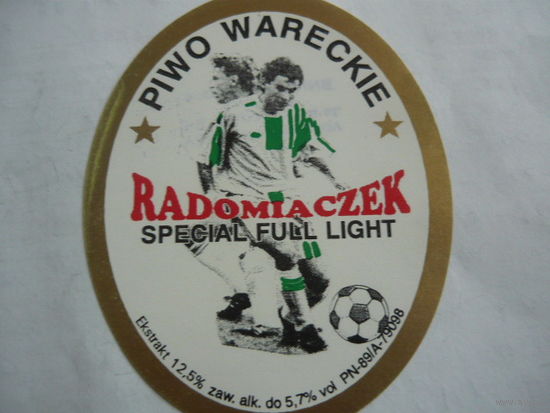 PIWO WARECKIE
RADOMIACZEK
SPECIAL FULL LIGHT
Ekstrakt 12,5% zaw. alk. do 5,7% vol PN-89/A-79098